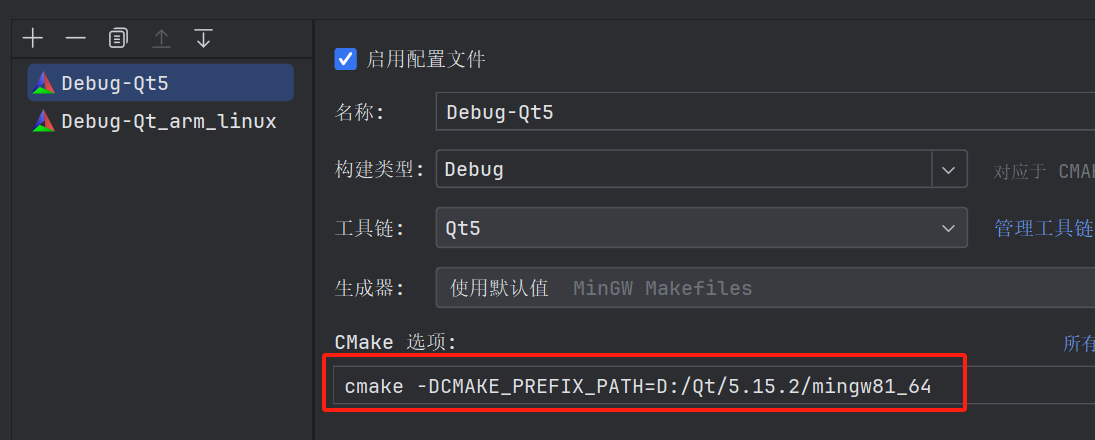 启用配置文件
Debug-Qt5
Debug-Qt_arm_linux
名称: Debug-Qt5
构建类型: Debug 对应于 CMAK
工具链: Qt5 管理工具链
生成器: 使用默认值 MinGW Makefiles
CMake 选项: 所有
cmake -DCMAKE_PREFIX_PATH=D:/Qt/5.15.2/mingw81_64